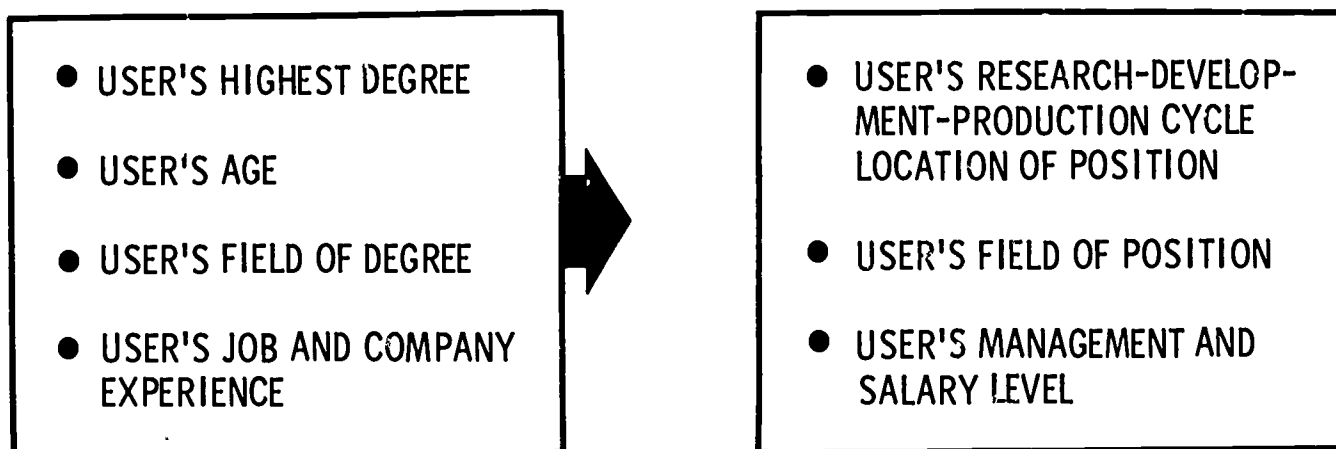 ● USER'S HIGHEST DEGREE
● USER'S AGE
● USER'S FIELD OF DEGREE
● USER'S JOB AND COMPANY
EXPERIENCE
● USER'S RESEARCH-DEVELOP-
MENT-PRODUCTION CYCLE
LOCATION OF POSITION
● USER'S FIELD OF POSITION
● USER'S MANAGEMENT AND
SALARY LEVEL